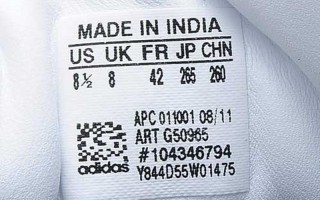 MADE IN INDIA
US UK FR JP CHN
8½ 8 42 265 260
APC 011001 08/11
ART G50965
#104346794
adidas Y844D55W01475